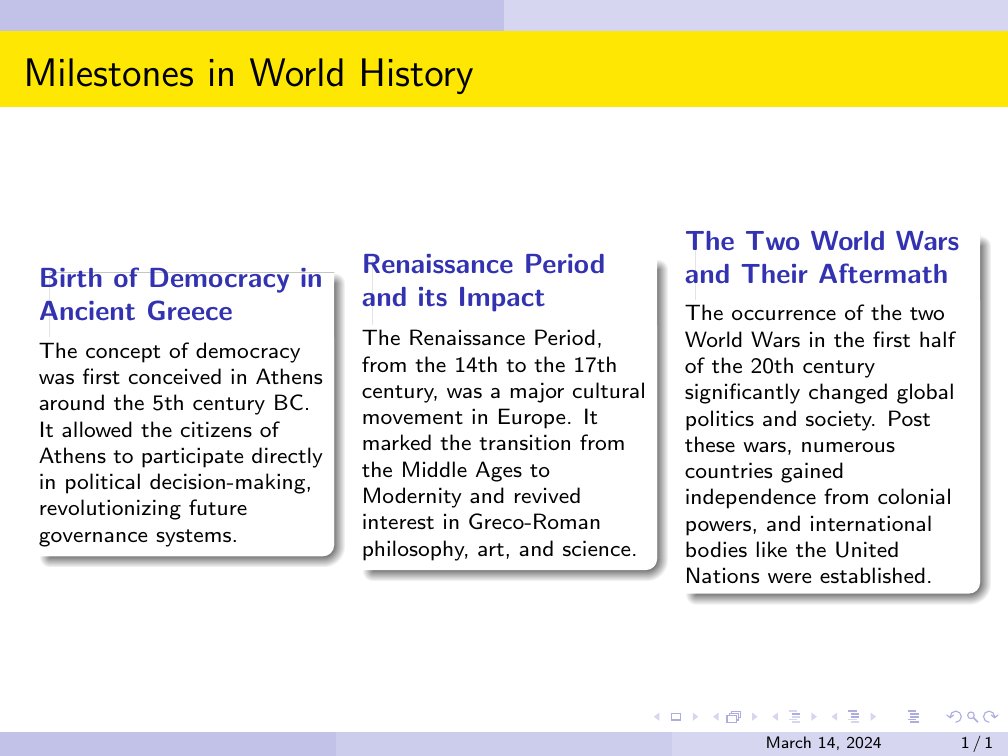 Milestones in World History
Birth of Democracy in
Ancient Greece
The concept of democracy
was first conceived in Athens
around the 5th century BC.
It allowed the citizens of
Athens to participate directly
in political decision-making,
revolutionizing future
governance systems.
Renaissance Period
and its Impact
The Renaissance Period,
from the 14th to the 17th
century, was a major cultural
movement in Europe. It
marked the transition from
the Middle Ages to
Modernity and revived
interest in Greco-Roman
philosophy, art, and science.
The Two World Wars
and Their Aftermath
The occurrence of the two
World Wars in the first half
of the 20th century
significantly changed global
politics and society. Post
these wars, numerous
countries gained
independence from colonial
powers, and international
bodies like the United
Nations were established.
March 14, 2024
1 / 1